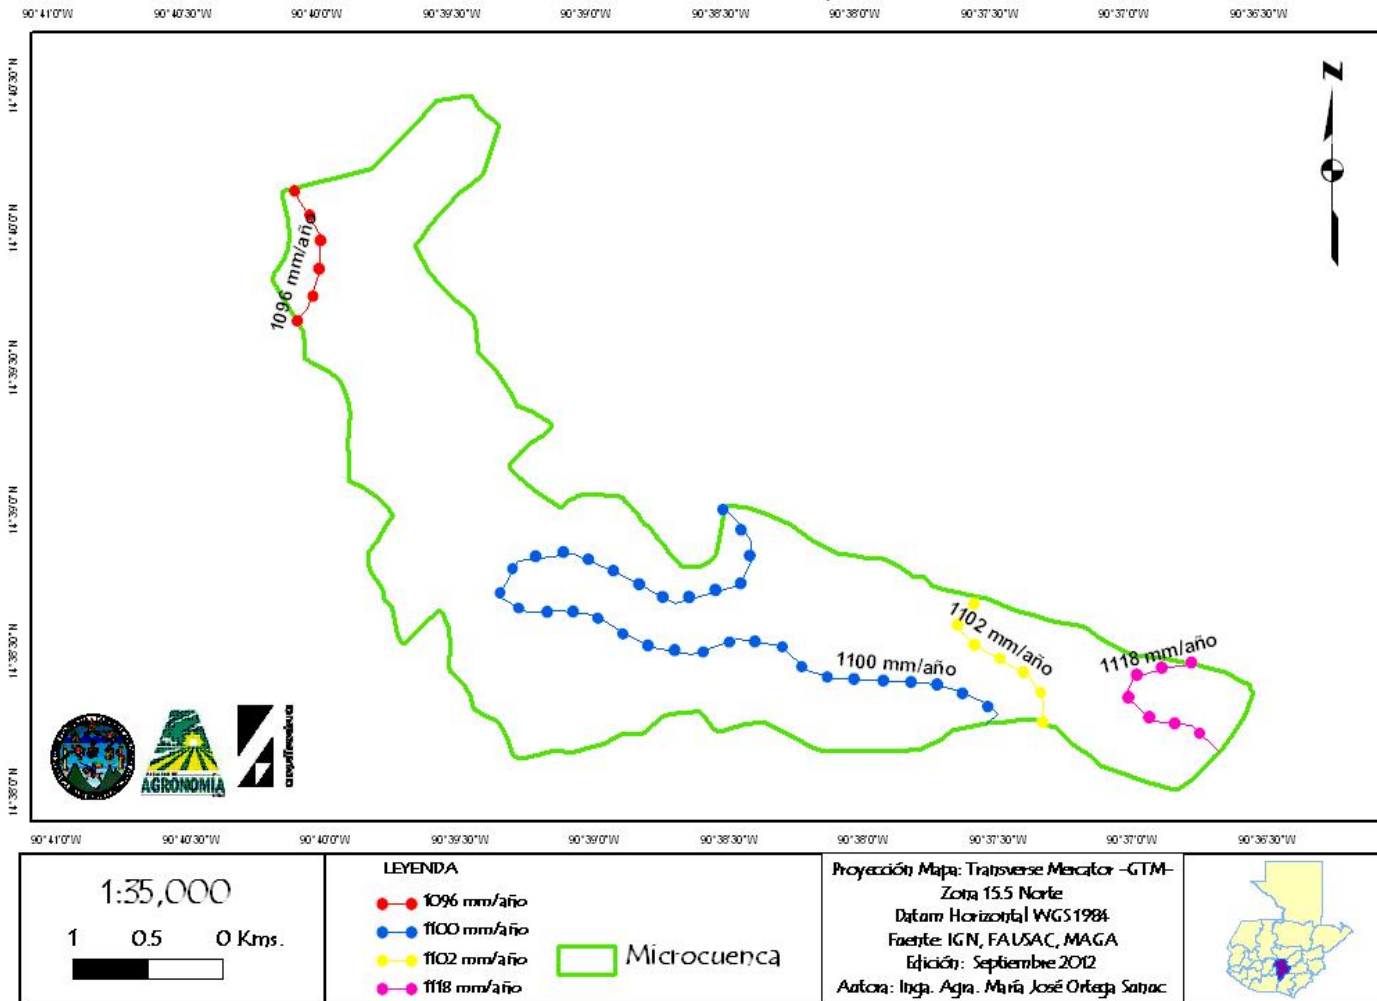 90°41'0"W 90°40'30"W 90°40'0"W 90°39'30"W 90°39'0"W 90°38'30"W 90°38'0"W 90°37'30"W 90°37'0"W 90°36'30"W
1096 mm/año
1100 mm/año
1102 mm/año
1118 mm/año
AGRONOMÍA
90°41'0"W 90°40'30"W 90°40'0"W 90°39'30"W 90°39'0"W 90°38'30"W 90°38'0"W 90°37'30"W 90°37'0"W 90°36'30"W
1:35,000
1 0.5 0 Kms.
LEYENDA
1096 mm/año
1100 mm/año
1102 mm/año
1118 mm/año
Microcuenca
Proyección Mapa: Transverse Mercator -GTM-
Zona 15.5 Norte
Datum Horizontal WGS1984
Fuente: IGN, FAUSAC, MAGA
Edición: Septiembre 2012
Autora: Inga. Agra. María José Ortega Sanuc